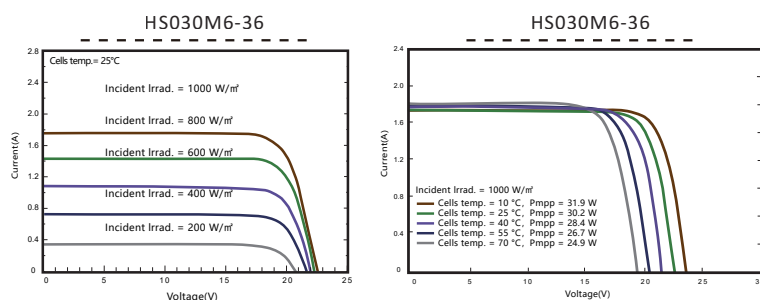 HS030M6-36
2.8
2.4
2.0
1.6
1.2
0.8
0.4
0
Current(A)
Cells temp.= 25°C
Incident Irrad. = 1000 W/㎡
Incident Irrad. = 800 W/㎡
Incident Irrad. = 600 W/㎡
Incident Irrad. = 400 W/㎡
Incident Irrad. = 200 W/㎡
0 5 10 15 20 25
Voltage(V)
HS030M6-36
2.4
2.0
1.6
1.2
0.8
0.4
0
Current(A)
Incident Irrad. = 1000 W/㎡
Cells temp. = 10 °C, Pmpp = 31.9 W
Cells temp. = 25 °C, Pmpp = 30.2 W
Cells temp. = 40 °C, Pmpp = 28.4 W
Cells temp. = 55 °C, Pmpp = 26.7 W
Cells temp. = 70 °C, Pmpp = 24.9 W
0 5 10 15 20 25
Voltage(V)